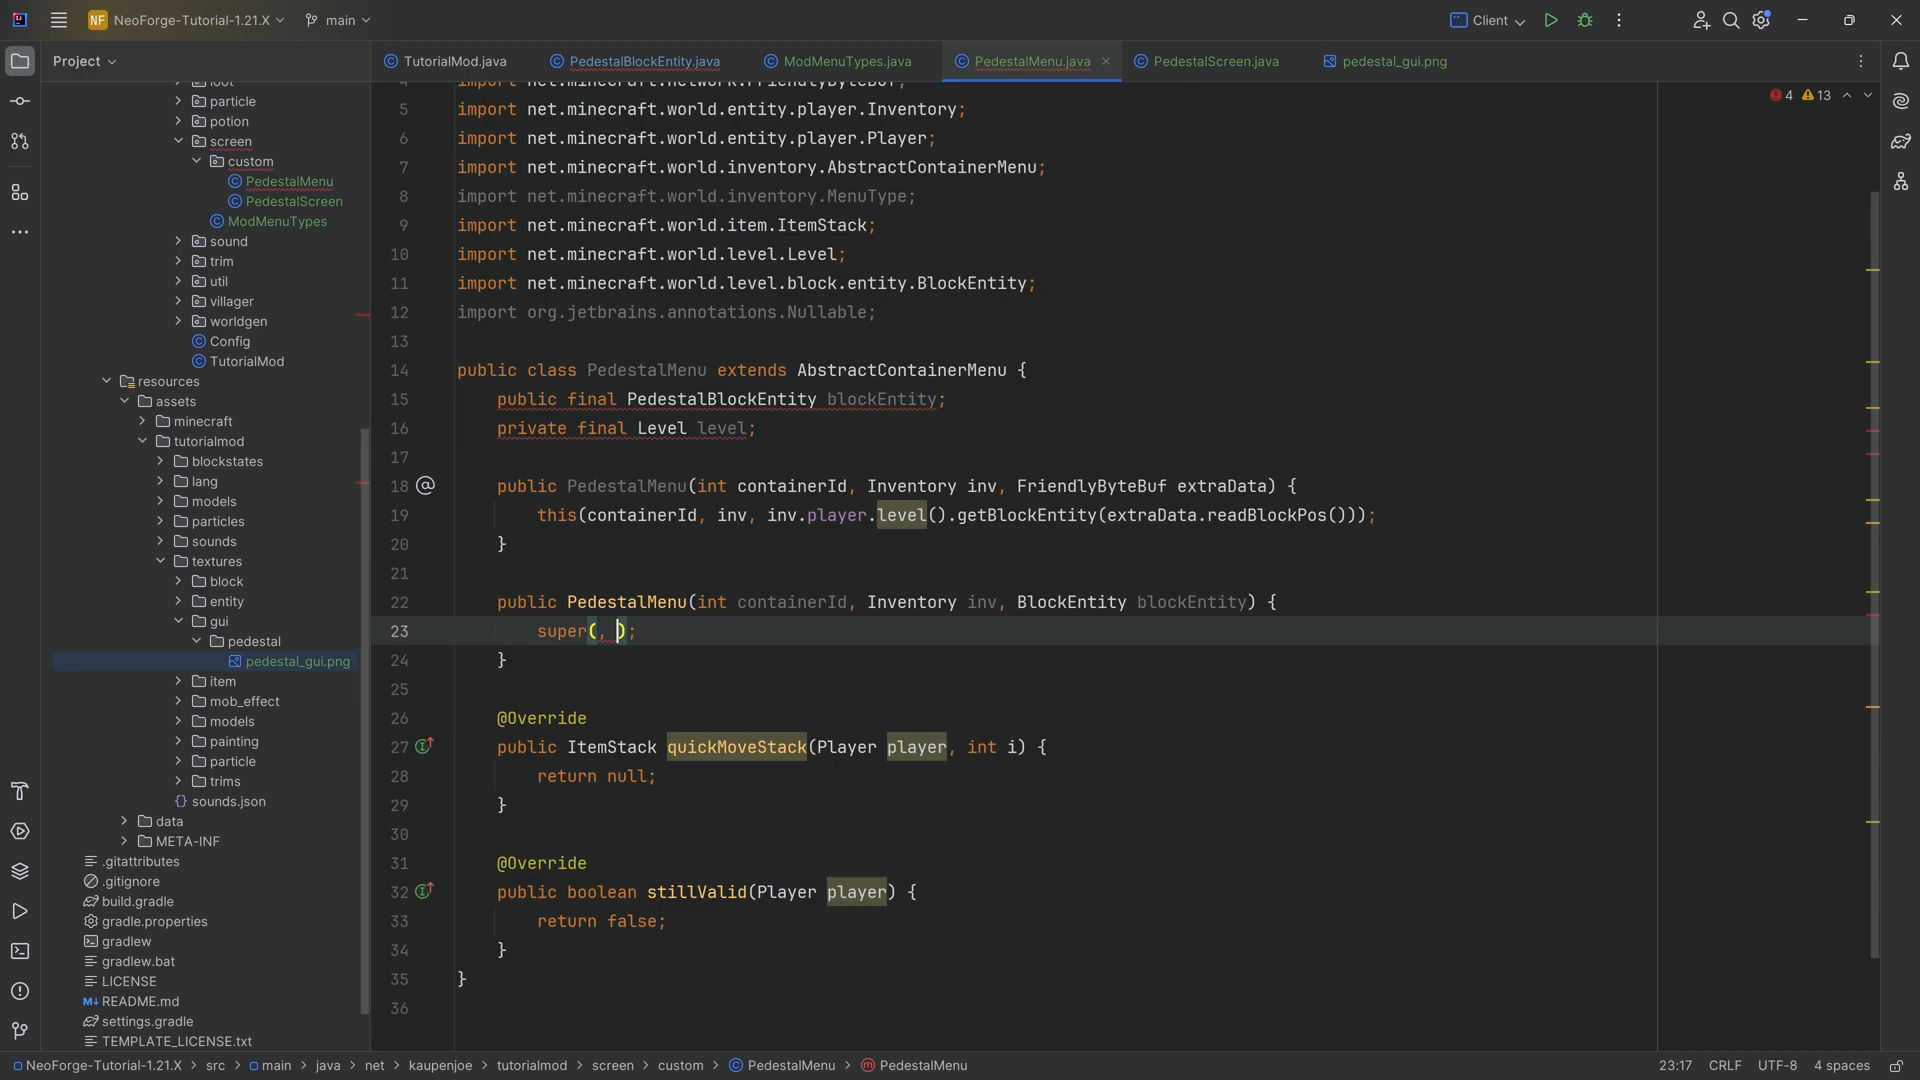 NF NeoForge-Tutorial-1.21.X main Client
Project
TutorialMod.java PedestalBlockEntity.java ModMenuTypes.java PedestalMenu.java PedestalScreen.java pedestal_gui.png
loot
particle
potion
screen
custom
PedestalMenu
PedestalScreen
ModMenuTypes
sound
trim
util
villager
worldgen
Config
TutorialMod
resources
assets
minecraft
tutorialmod
blockstates
lang
models
particles
sounds
textures
block
entity
gui
pedestal
pedestal_gui.png
item
mob_effect
models
painting
particle
trims
sounds.json
data
META-INF
.gitattributes
.gitignore
build.gradle
gradle.properties
gradlew
gradlew.bat
LICENSE
README.md
settings.gradle
TEMPLATE_LICENSE.txt
4 13
4 import net.minecraft.network.FriendlyByteBuf;
5 import net.minecraft.world.entity.player.Inventory;
6 import net.minecraft.world.entity.player.Player;
7 import net.minecraft.world.inventory.AbstractContainerMenu;
8 import net.minecraft.world.inventory.MenuType;
9 import net.minecraft.world.item.ItemStack;
10 import net.minecraft.world.level.Level;
11 import net.minecraft.world.level.block.entity.BlockEntity;
12 import org.jetbrains.annotations.Nullable;
13
14 public class PedestalMenu extends AbstractContainerMenu {
15 public final PedestalBlockEntity blockEntity;
16 private final Level level;
17
18 public PedestalMenu(int containerId, Inventory inv, FriendlyByteBuf extraData) {
19 this(containerId, inv, inv.player.level().getBlockEntity(extraData.readBlockPos()));
20 }
21
22 public PedestalMenu(int containerId, Inventory inv, BlockEntity blockEntity) {
23 super(, );
24 }
25
26 @Override
27 public ItemStack quickMoveStack(Player player, int i) {
28 return null;
29 }
30
31 @Override
32 public boolean stillValid(Player player) {
33 return false;
34 }
35 }
36
NeoForge-Tutorial-1.21.X > src > main > java > net > kaupenjoe > tutorialmod > screen > custom > PedestalMenu > PedestalMenu 23:17 CRLF UTF-8 4 spaces